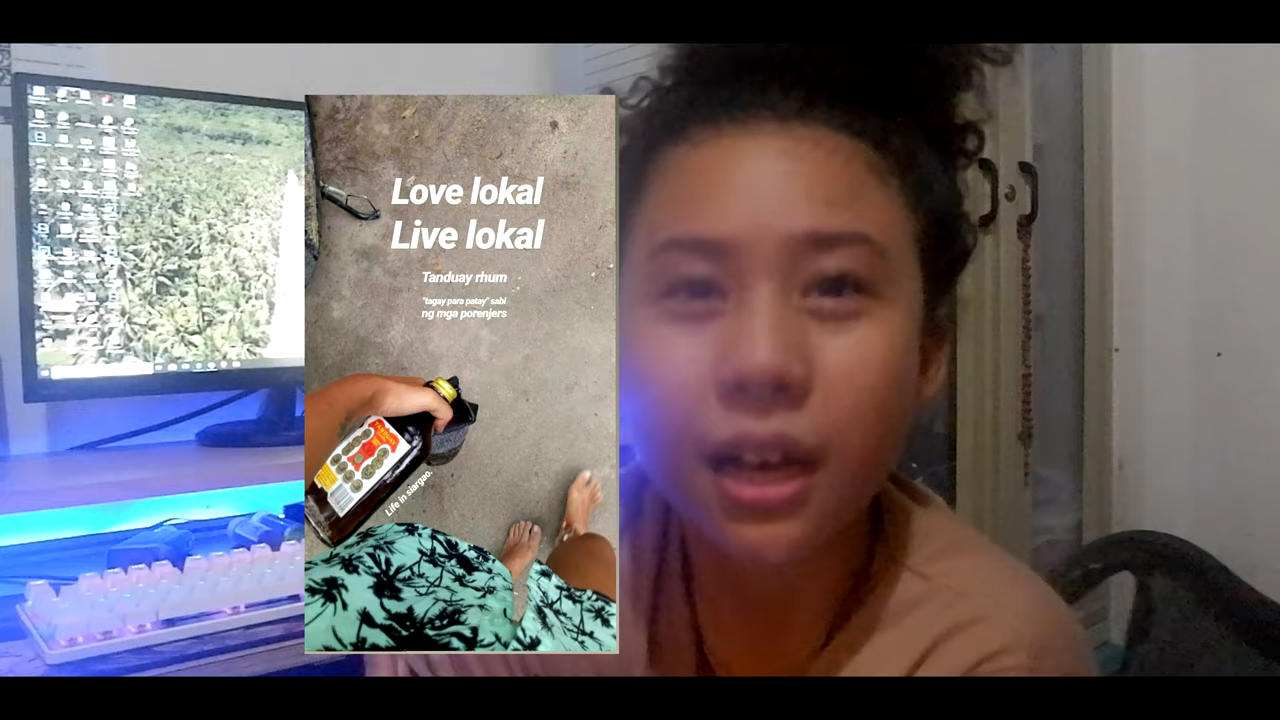 Love lokal
Live lokal
Tanduay rhum
"tagay para patay" sabi
ng mga porenjers
Life in siargao.